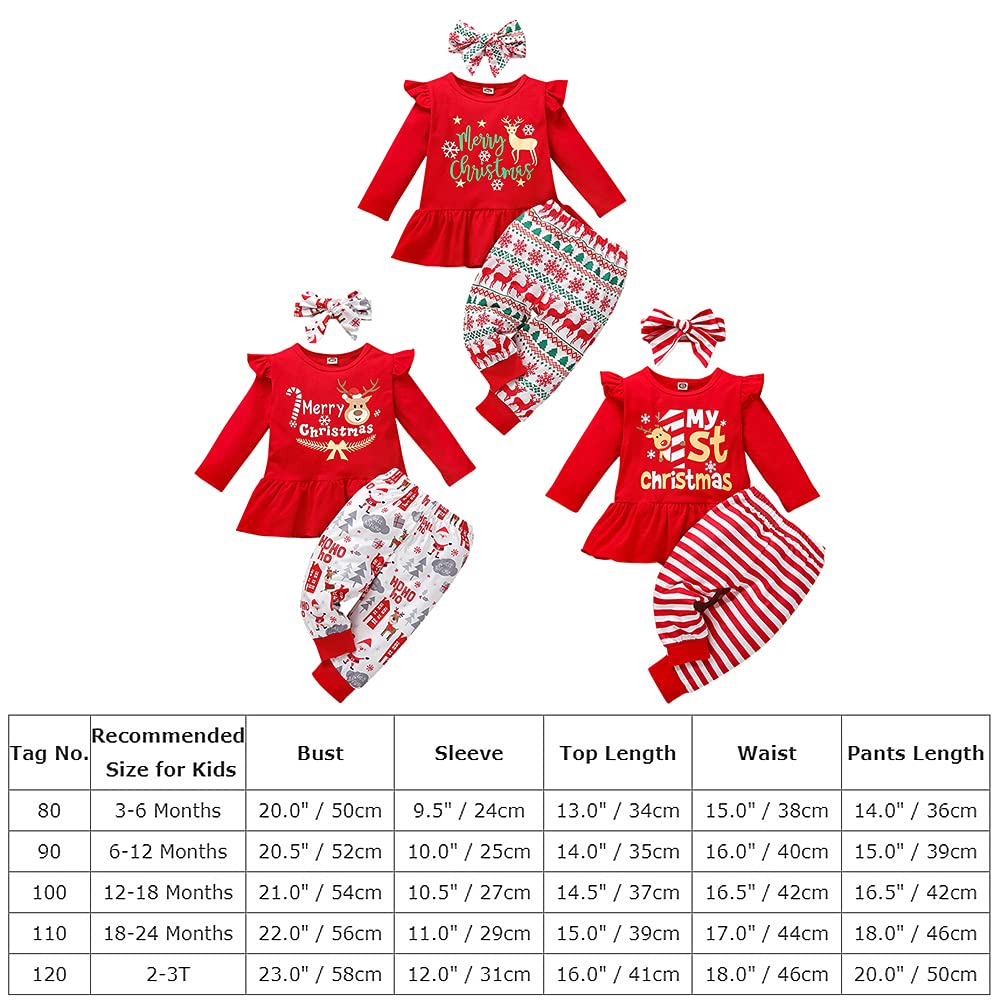 Merry
Christmas
Merry
Christmas
My
1st
christmas
HOHO
HO
HOHO
HO
Tag No. Recommended Size for Kids Bust Sleeve Top Length Waist Pants Length
80 3-6 Months 20.0" / 50cm 9.5" / 24cm 13.0" / 34cm 15.0" / 38cm 14.0" / 36cm
90 6-12 Months 20.5" / 52cm 10.0" / 25cm 14.0" / 35cm 16.0" / 40cm 15.0" / 39cm
100 12-18 Months 21.0" / 54cm 10.5" / 27cm 14.5" / 37cm 16.5" / 42cm 16.5" / 42cm
110 18-24 Months 22.0" / 56cm 11.0" / 29cm 15.0" / 39cm 17.0" / 44cm 18.0" / 46cm
120 2-3T 23.0" / 58cm 12.0" / 31cm 16.0" / 41cm 18.0" / 46cm 20.0" / 50cm